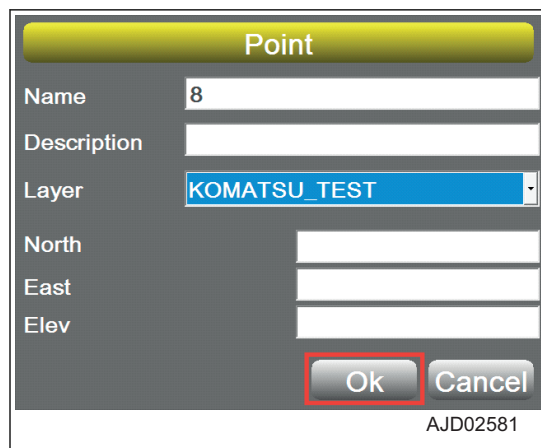 Point
Name 8
Description
Layer KOMATSU_TEST
North
East
Elev
Ok Cancel
AJD02581